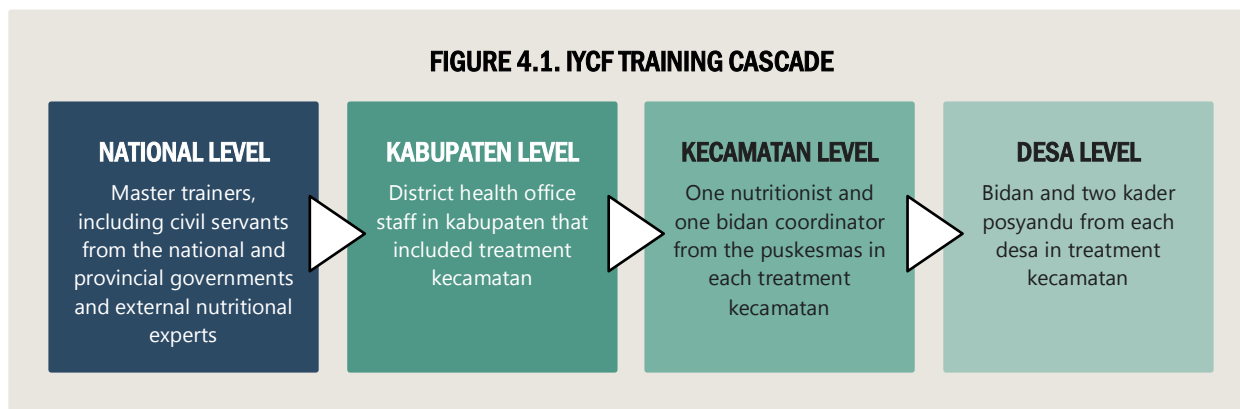 FIGURE 4.1. IYCF TRAINING CASCADE
NATIONAL LEVEL
Master trainers,
including civil servants
from the national and
provincial governments
and external nutritional
experts
KABUPATEN LEVEL
District health office
staff in kabupaten that
included treatment
kecamatan
KECAMATAN LEVEL
One nutritionist and
one bidan coordinator
from the puskesmas in
each treatment
kecamatan
DESA LEVEL
Bidan and two kader
posyandu from each
desa in treatment
kecamatan